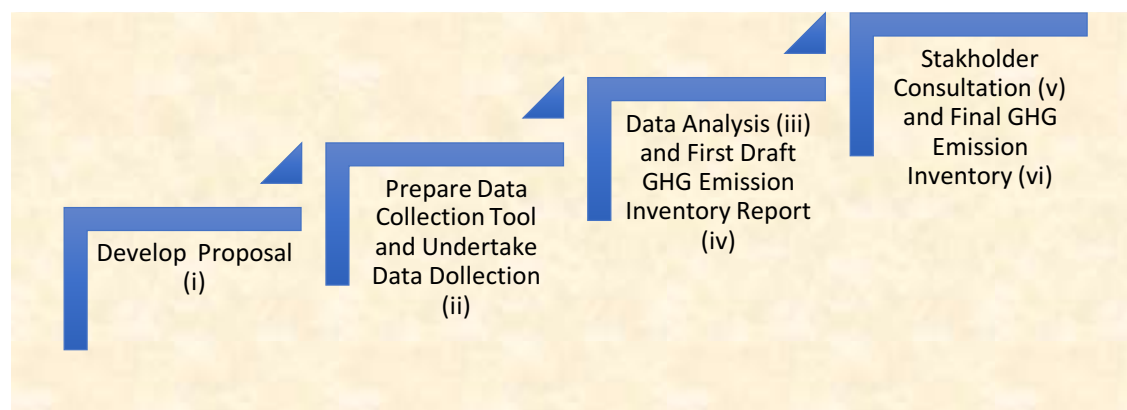 Develop Proposal
(i)
Prepare Data
Collection Tool
and Undertake
Data Dollection
(ii)
Data Analysis (iii)
and First Draft
GHG Emission
Inventory Report
(iv)
Stakholder
Consultation (v)
and Final GHG
Emission
Inventory (vi)